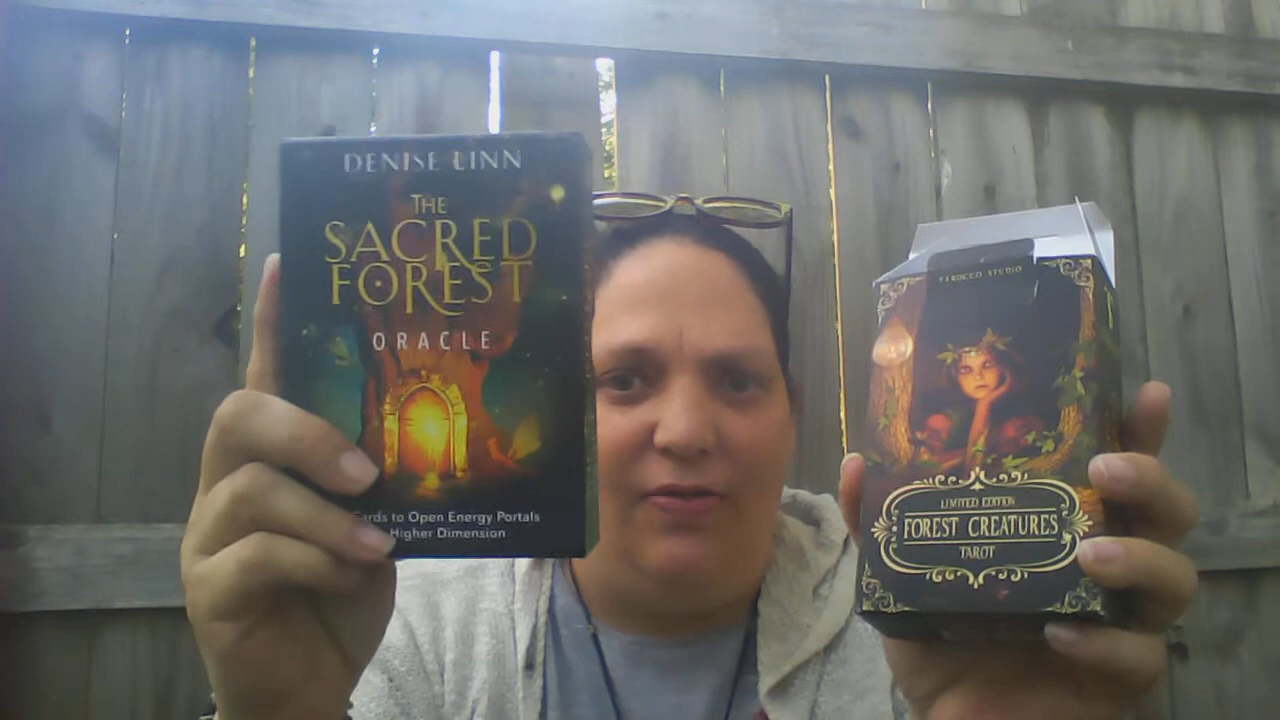 DENISE LINN
THE
SACRED
FOREST
ORACLE
Cards to Open Energy Portals
Higher Dimension
TAROCCO STUDIO
LIMITED EDITION
FOREST CREATURES
TAROT